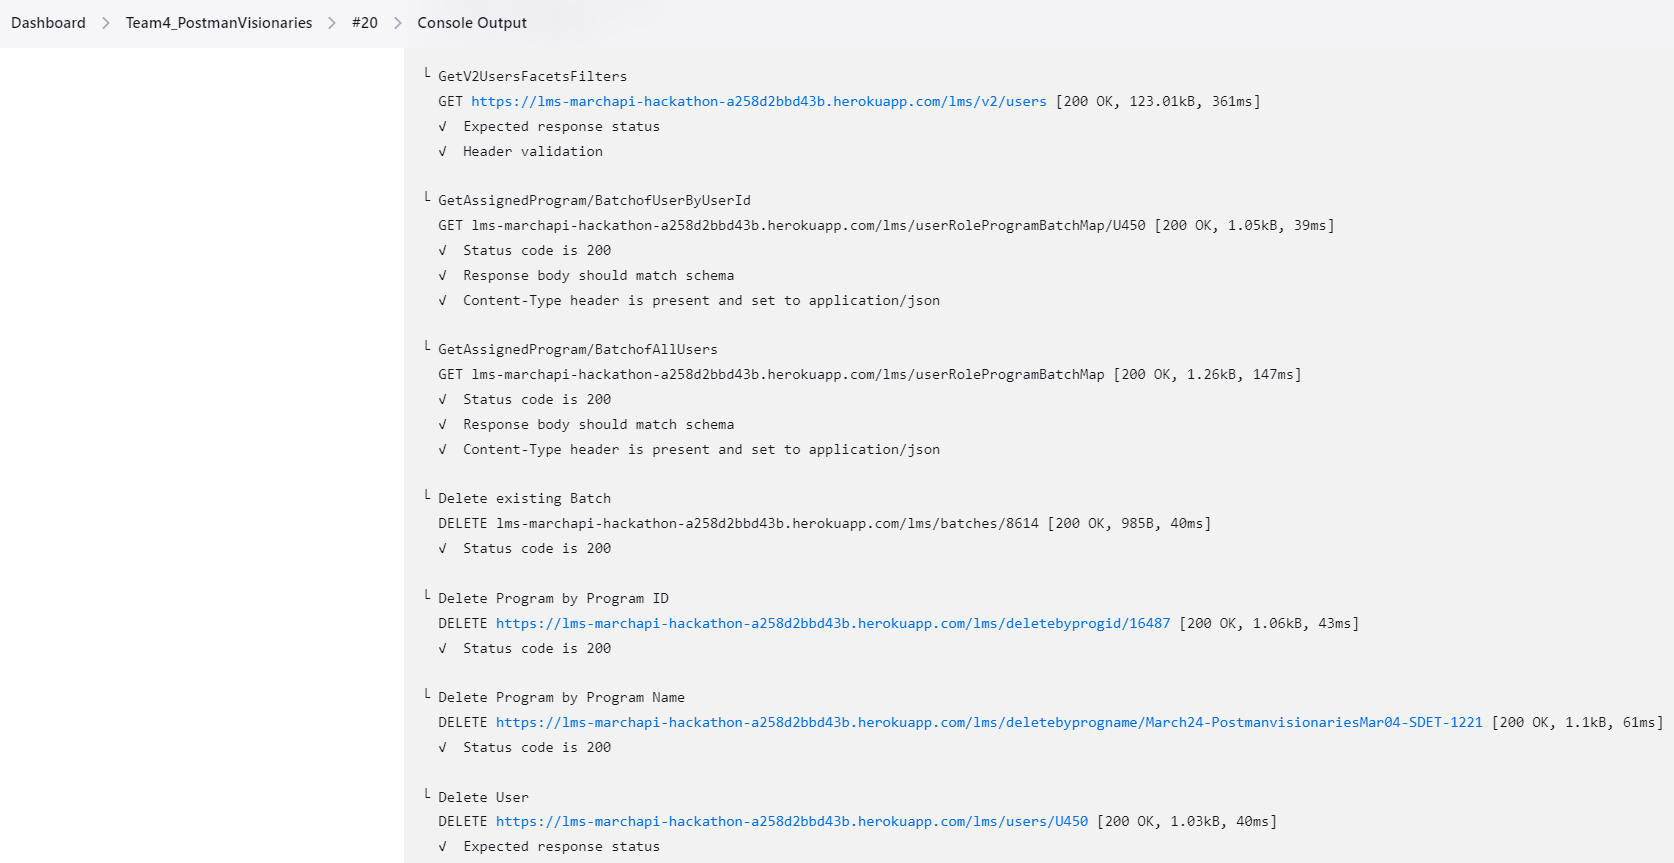 Dashboard > Team4_PostmanVisionaries > #20 > Console Output
└ GetV2UsersFacetsFilters
GET https://lms-marchapi-hackathon-a258d2bbd43b.herokuapp.com/lms/v2/users [200 OK, 123.01kB, 361ms]
√ Expected response status
√ Header validation
└ GetAssignedProgram/BatchofUserByUserId
GET lms-marchapi-hackathon-a258d2bbd43b.herokuapp.com/lms/userRoleProgramBatchMap/U450 [200 OK, 1.05kB, 39ms]
√ Status code is 200
√ Response body should match schema
√ Content-Type header is present and set to application/json
└ GetAssignedProgram/BatchofAllUsers
GET lms-marchapi-hackathon-a258d2bbd43b.herokuapp.com/lms/userRoleProgramBatchMap [200 OK, 1.26kB, 147ms]
√ Status code is 200
√ Response body should match schema
√ Content-Type header is present and set to application/json
└ Delete existing Batch
DELETE lms-marchapi-hackathon-a258d2bbd43b.herokuapp.com/lms/batches/8614 [200 OK, 985B, 40ms]
√ Status code is 200
└ Delete Program by Program ID
DELETE https://lms-marchapi-hackathon-a258d2bbd43b.herokuapp.com/lms/deletebyprogid/16487 [200 OK, 1.06kB, 43ms]
√ Status code is 200
└ Delete Program by Program Name
DELETE https://lms-marchapi-hackathon-a258d2bbd43b.herokuapp.com/lms/deletebyprogname/March24-PostmanvisionariesMar04-SDET-1221 [200 OK, 1.1kB, 61ms]
√ Status code is 200
└ Delete User
DELETE https://lms-marchapi-hackathon-a258d2bbd43b.herokuapp.com/lms/users/U450 [200 OK, 1.03kB, 40ms]
√ Expected response status